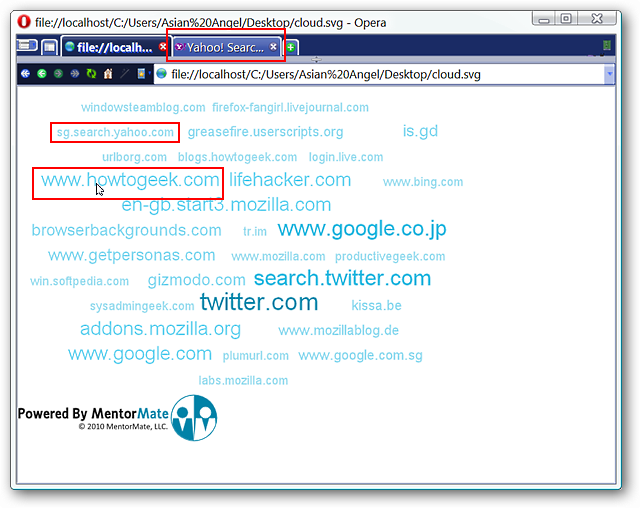 file://localhost/C:/Users/Asian%20Angel/Desktop/cloud.svg - Opera
file://localh... Yahoo! Searc...
file://localhost/C:/Users/Asian%20Angel/Desktop/cloud.svg
windowsteamblog.com firefox-fangirl.livejournal.com
sg.search.yahoo.com greasefire.userscripts.org is.gd
urlborg.com blogs.howtogeek.com login.live.com
www.howtogeek.com lifehacker.com www.bing.com
en-gb.start3.mozilla.com
browserbackgrounds.com tr.im www.google.co.jp
www.getpersonas.com www.mozilla.com productivegeek.com
win.softpedia.com gizmodo.com search.twitter.com
sysadmingeek.com twitter.com kissa.be
addons.mozilla.org www.mozillablog.de
www.google.com plumurl.com www.google.com.sg
labs.mozilla.com
Powered By MentorMate
© 2010 MentorMate, LLC.